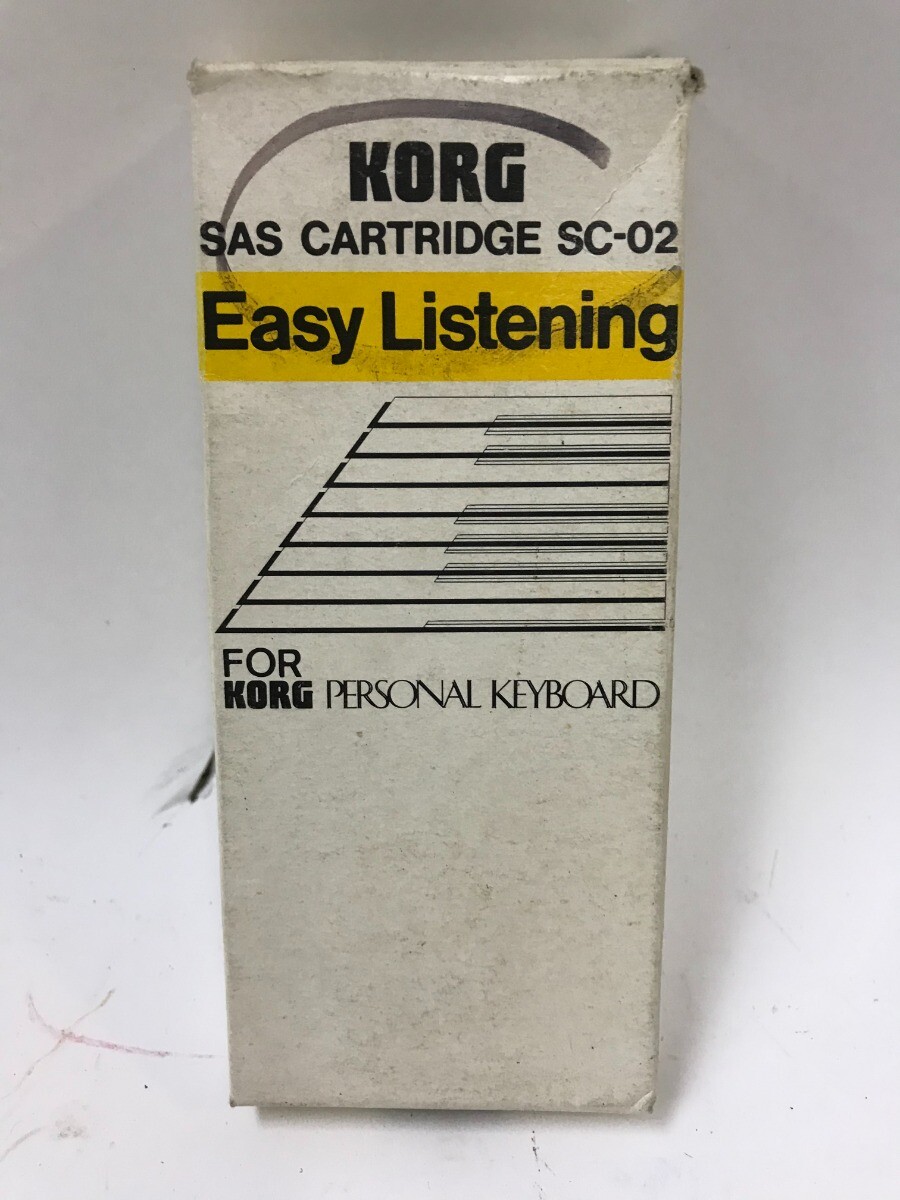 KORG
SAS CARTRIDGE SC-02
Easy Listening
FOR
KORG PERSONAL KEYBOARD